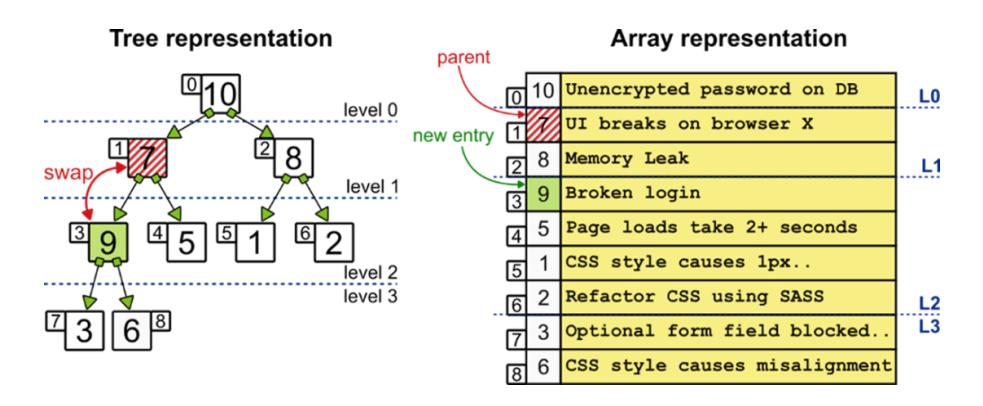 Tree representation
0 10
level 0
1 7
2 8
swap
level 1
3 9
4 5
5 1
6 2
level 2
level 3
7 3
6 8
Array representation
parent
new entry
0 10 Unencrypted password on DB
L0
1 7 UI breaks on browser X
2 8 Memory Leak
L1
3 9 Broken login
4 5 Page loads take 2+ seconds
5 1 CSS style causes 1px..
6 2 Refactor CSS using SASS
L2
L3
7 3 Optional form field blocked..
8 6 CSS style causes misalignment